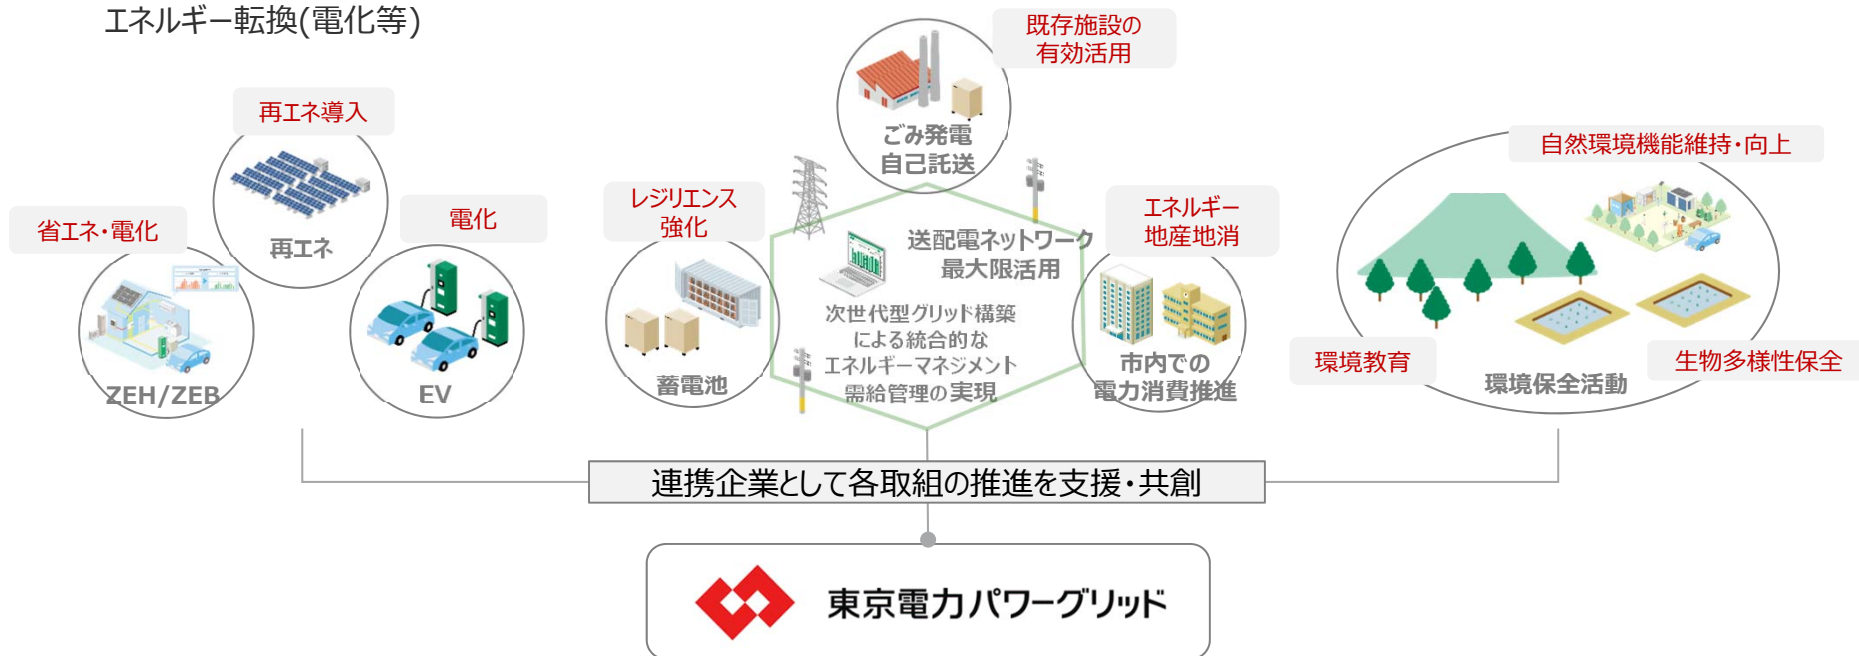 エネルギー転換(電化等)
再エネ導入
再エネ
省エネ・電化
ZEH/ZEB
電化
EV
既存施設の
有効活用
ごみ発電
自己託送
レジリエンス
強化
蓄電池
送配電ネットワーク
最大限活用
次世代型グリッド構築
による統合的な
エネルギーマネジメント
需給管理の実現
エネルギー
地産地消
市内での
電力消費推進
自然環境機能維持・向上
環境教育
生物多様性保全
環境保全活動
連携企業として各取組の推進を支援・共創
東京電力パワーグリッド